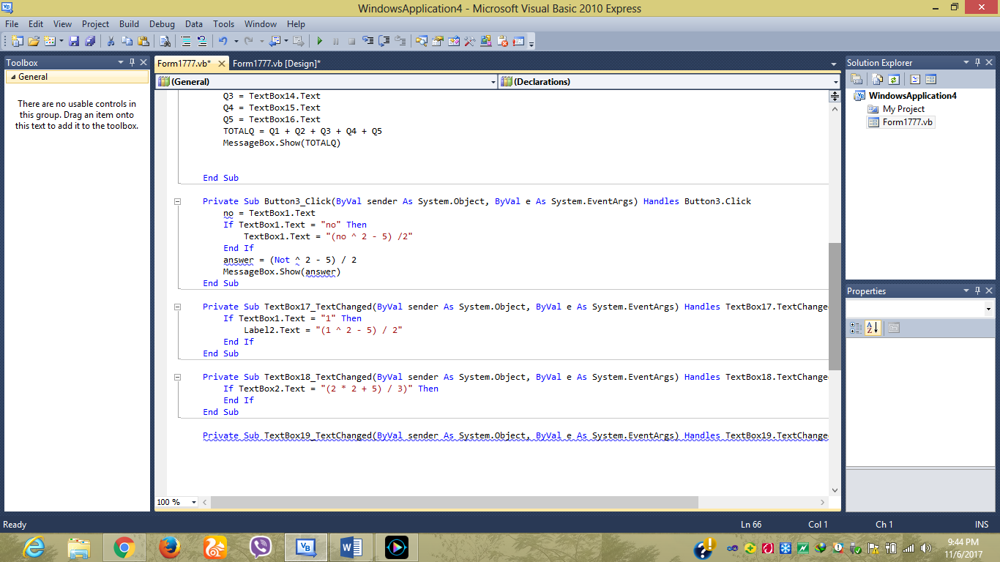 WindowsApplication4 - Microsoft Visual Basic 2010 Express
File Edit View Project Build Debug Data Tools Window Help
Toolbox
General
There are no usable controls in
this group. Drag an item onto
this text to add it to the toolbox.
Form1777.vb* Form1777.vb [Design]*
(General) (Declarations)
Q3 = TextBox14.Text
Q4 = TextBox15.Text
Q5 = TextBox16.Text
TOTALQ = Q1 + Q2 + Q3 + Q4 + Q5
MessageBox.Show(TOTALQ)
End Sub
Private Sub Button3_Click(ByVal sender As System.Object, ByVal e As System.EventArgs) Handles Button3.Click
no = TextBox1.Text
If TextBox1.Text = "no" Then
TextBox1.Text = "(no ^ 2 - 5) /2"
End If
answer = (Not ^ 2 - 5) / 2
MessageBox.Show(answer)
End Sub
Private Sub TextBox17_TextChanged(ByVal sender As System.Object, ByVal e As System.EventArgs) Handles TextBox17.TextChanged
If TextBox1.Text = "1" Then
Label2.Text = "(1 ^ 2 - 5) / 2"
End If
End Sub
Private Sub TextBox18_TextChanged(ByVal sender As System.Object, ByVal e As System.EventArgs) Handles TextBox18.TextChanged
If TextBox2.Text = "(2 * 2 + 5) / 3)" Then
End If
End Sub
Private Sub TextBox19_TextChanged(ByVal sender As System.Object, ByVal e As System.EventArgs) Handles TextBox19.TextChanged
100 %
Solution Explorer
WindowsApplication4
My Project
Form1777.vb
Properties
Ready Ln 66 Col 1 Ch 1 INS
9:44 PM
11/6/2017